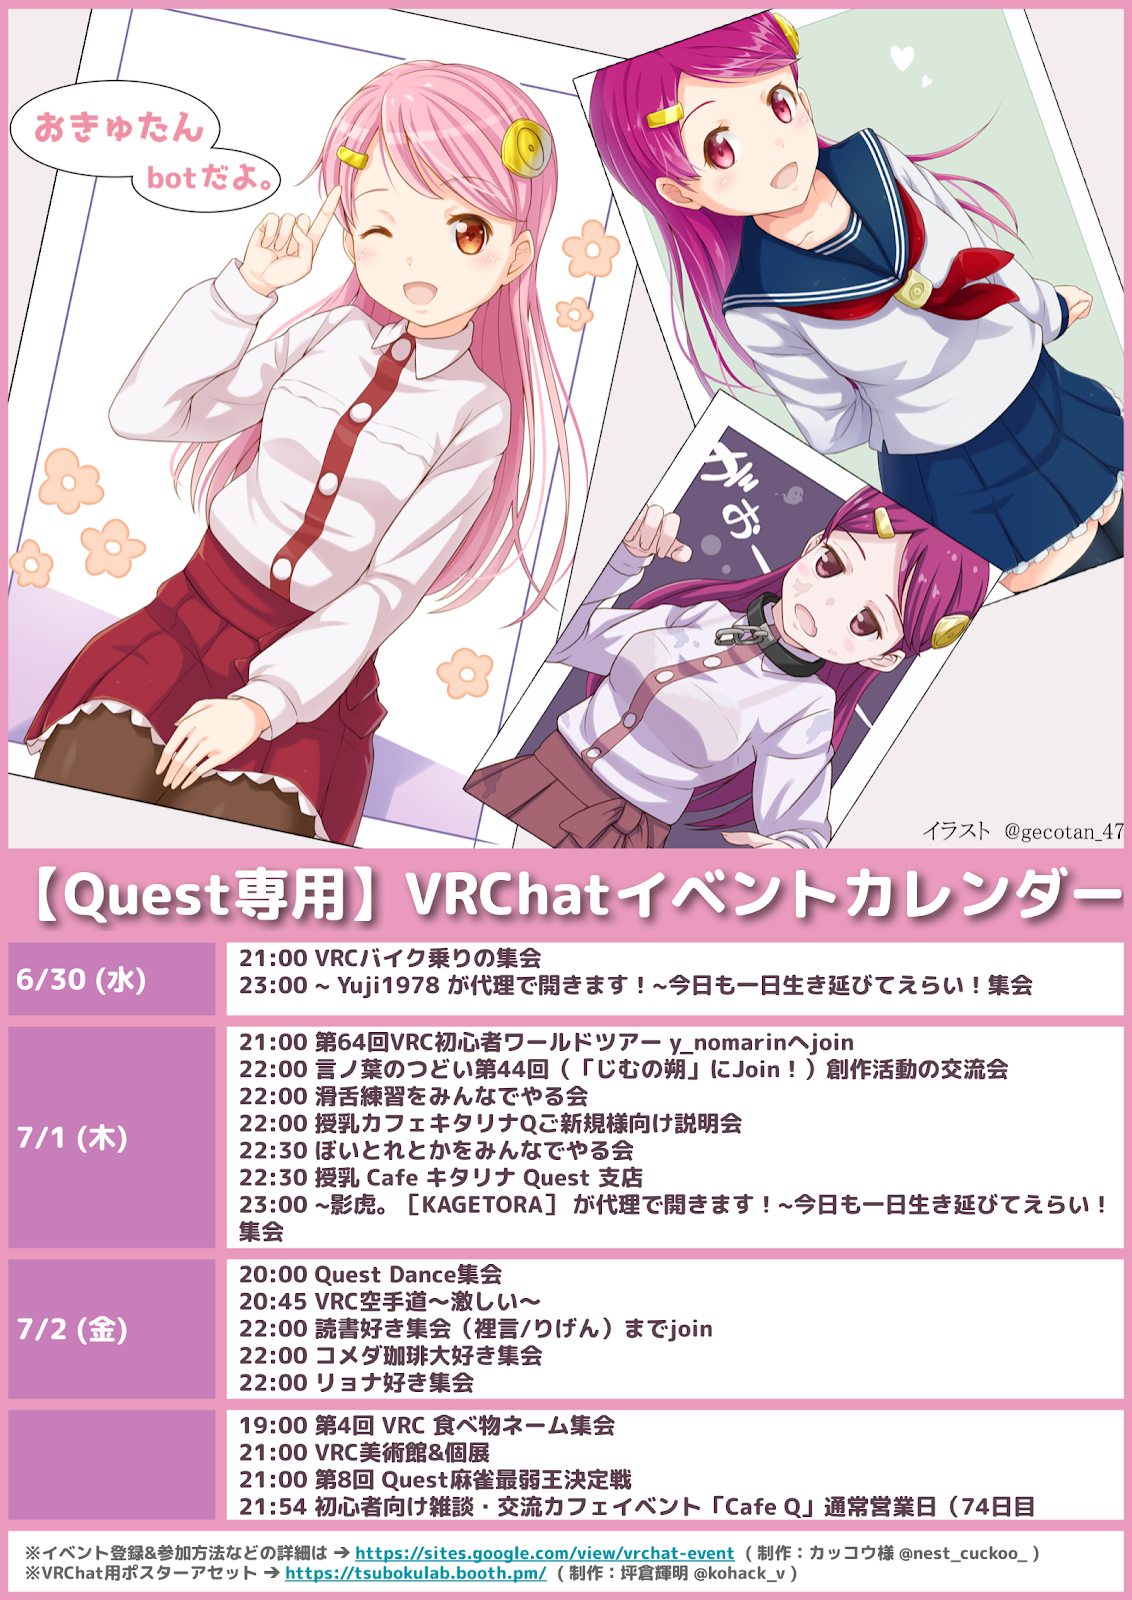 おきゅたん
botだよ。
がおー
イラスト @gecotan_47
【Quest専用】VRChatイベントカレンダー
6/30 (水)
21:00 VRCバイク乗りの集会
23:00 ~ Yuji1978 が代理で開きます！~今日も一日生き延びてえらい！集会
7/1 (木)
21:00 第64回VRC初心者ワールドツアー y_nomarinへjoin
22:00 言ノ葉のつどい第44回（「じむの朔」にJoin！）創作活動の交流会
22:00 滑舌練習をみんなでやる会
22:00 授乳カフェキタリナQご新規様向け説明会
22:30 ぼいとれとかをみんなでやる会
22:30 授乳 Cafe キタリナ Quest 支店
23:00 ~影虎。［KAGETORA］ が代理で開きます！~今日も一日生き延びてえらい！
集会
7/2 (金)
20:00 Quest Dance集会
20:45 VRC空手道～激しい～
22:00 読書好き集会（裡言/りげん）までjoin
22:00 コメダ珈琲大好き集会
22:00 リョナ好き集会
19:00 第4回 VRC 食べ物ネーム集会
21:00 VRC美術館&個展
21:00 第8回 Quest麻雀最弱王決定戦
21:54 初心者向け雑談・交流カフェイベント「Cafe Q」通常営業日（74日目
※イベント登録&参加方法などの詳細は → https://sites.google.com/view/vrchat-event （ 制作：カッコウ様 @nest_cuckoo_ ）
※VRChat用ポスターアセット → https://tsubokulab.booth.pm/ （ 制作：坪倉輝明 @kohack_v ）